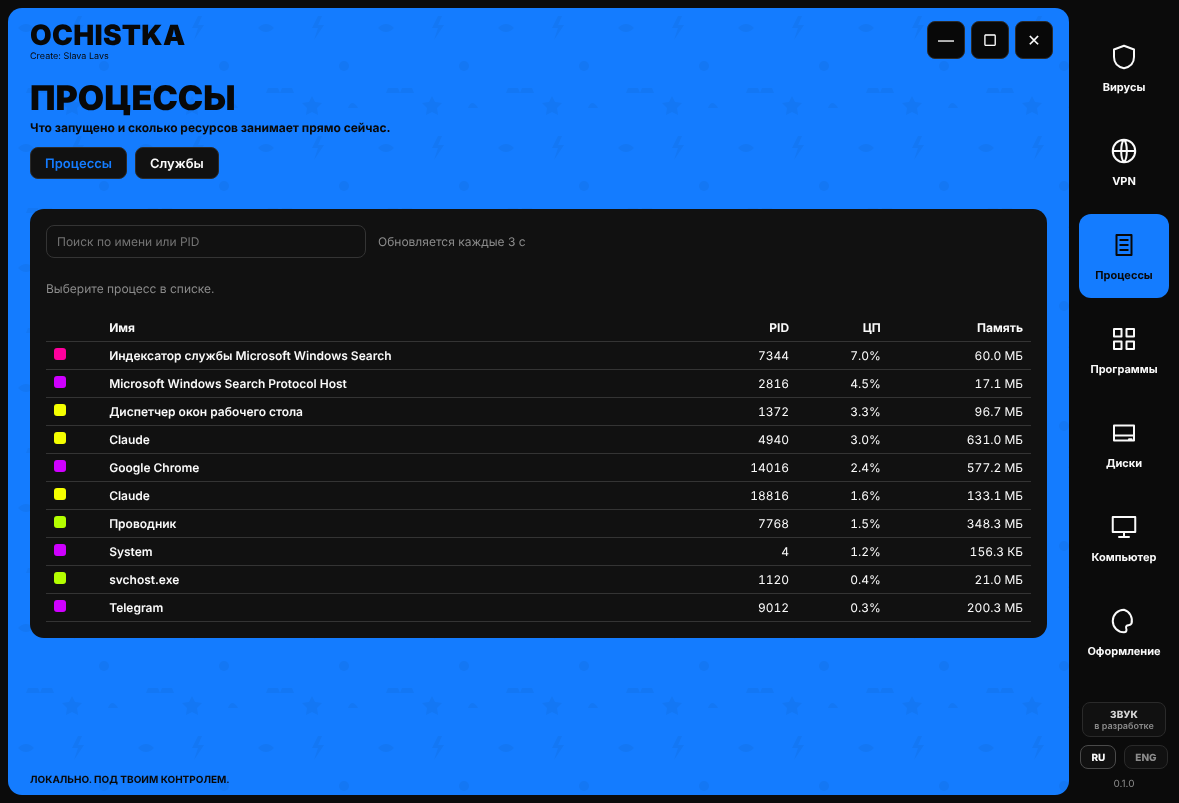 OCHISTKA
Create: Slava Lavs
ПРОЦЕССЫ
Что запущено и сколько ресурсов занимает прямо сейчас.
Процессы Службы
Поиск по имени или PID Обновляется каждые 3 с
Выберите процесс в списке.
Имя PID ЦП Память
Индексатор службы Microsoft Windows Search 7344 7.0% 60.0 МБ
Microsoft Windows Search Protocol Host 2816 4.5% 17.1 МБ
Диспетчер окон рабочего стола 1372 3.3% 96.7 МБ
Claude 4940 3.0% 631.0 МБ
Google Chrome 14016 2.4% 577.2 МБ
Claude 18816 1.6% 133.1 МБ
Проводник 7768 1.5% 348.3 МБ
System 4 1.2% 156.3 КБ
svchost.exe 1120 0.4% 21.0 МБ
Telegram 9012 0.3% 200.3 МБ
ЛОКАЛЬНО. ПОД ТВОИМ КОНТРОЛЕМ.
Вирусы
VPN
Процессы
Программы
Диски
Компьютер
Оформление
ЗВУК
в разработке
RU ENG
0.1.0